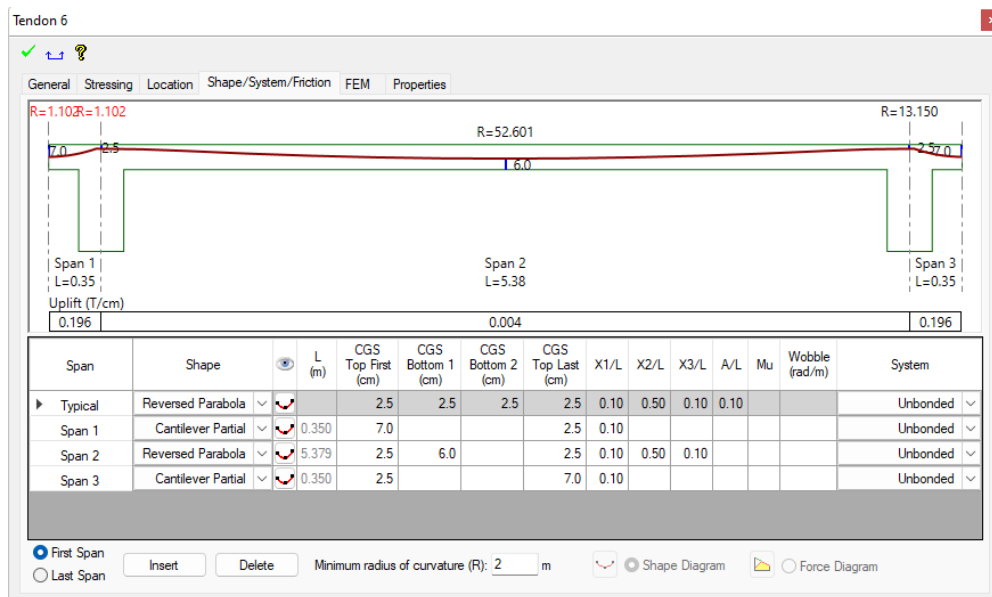 Tendon 6
General Stressing Location Shape/System/Friction FEM Properties
R=1.102 R=1.102 R=13.150
R=52.601
7.0 2.5 2.5 7.0
6.0
Span 1 Span 2 Span 3
L=0.35 L=5.38 L=0.35
Uplift (T/cm)
0.196 0.004 0.196
Span Shape L (m) CGS Top First (cm) CGS Bottom 1 (cm) CGS Bottom 2 (cm) CGS Top Last (cm) X1/L X2/L X3/L A/L Mu Wobble (rad/m) System
Typical Reversed Parabola 2.5 2.5 2.5 2.5 0.10 0.50 0.10 0.10 Unbonded
Span 1 Cantilever Partial 0.350 7.0 2.5 0.10 Unbonded
Span 2 Reversed Parabola 5.379 2.5 6.0 2.5 0.10 0.50 0.10 Unbonded
Span 3 Cantilever Partial 0.350 2.5 7.0 0.10 Unbonded
First Span
Last Span
Insert Delete Minimum radius of curvature (R): 2 m Shape Diagram Force Diagram